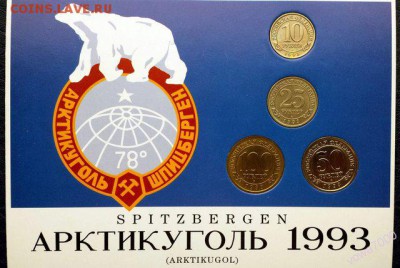 COINS.LAVE.RU
АРКТИКУГОЛЬ
ШПИЦБЕРГЕН
78°
10
25
100
50
SPITZBERGEN
АРКТИКУГОЛЬ 1993
(ARKTIKUGOL)